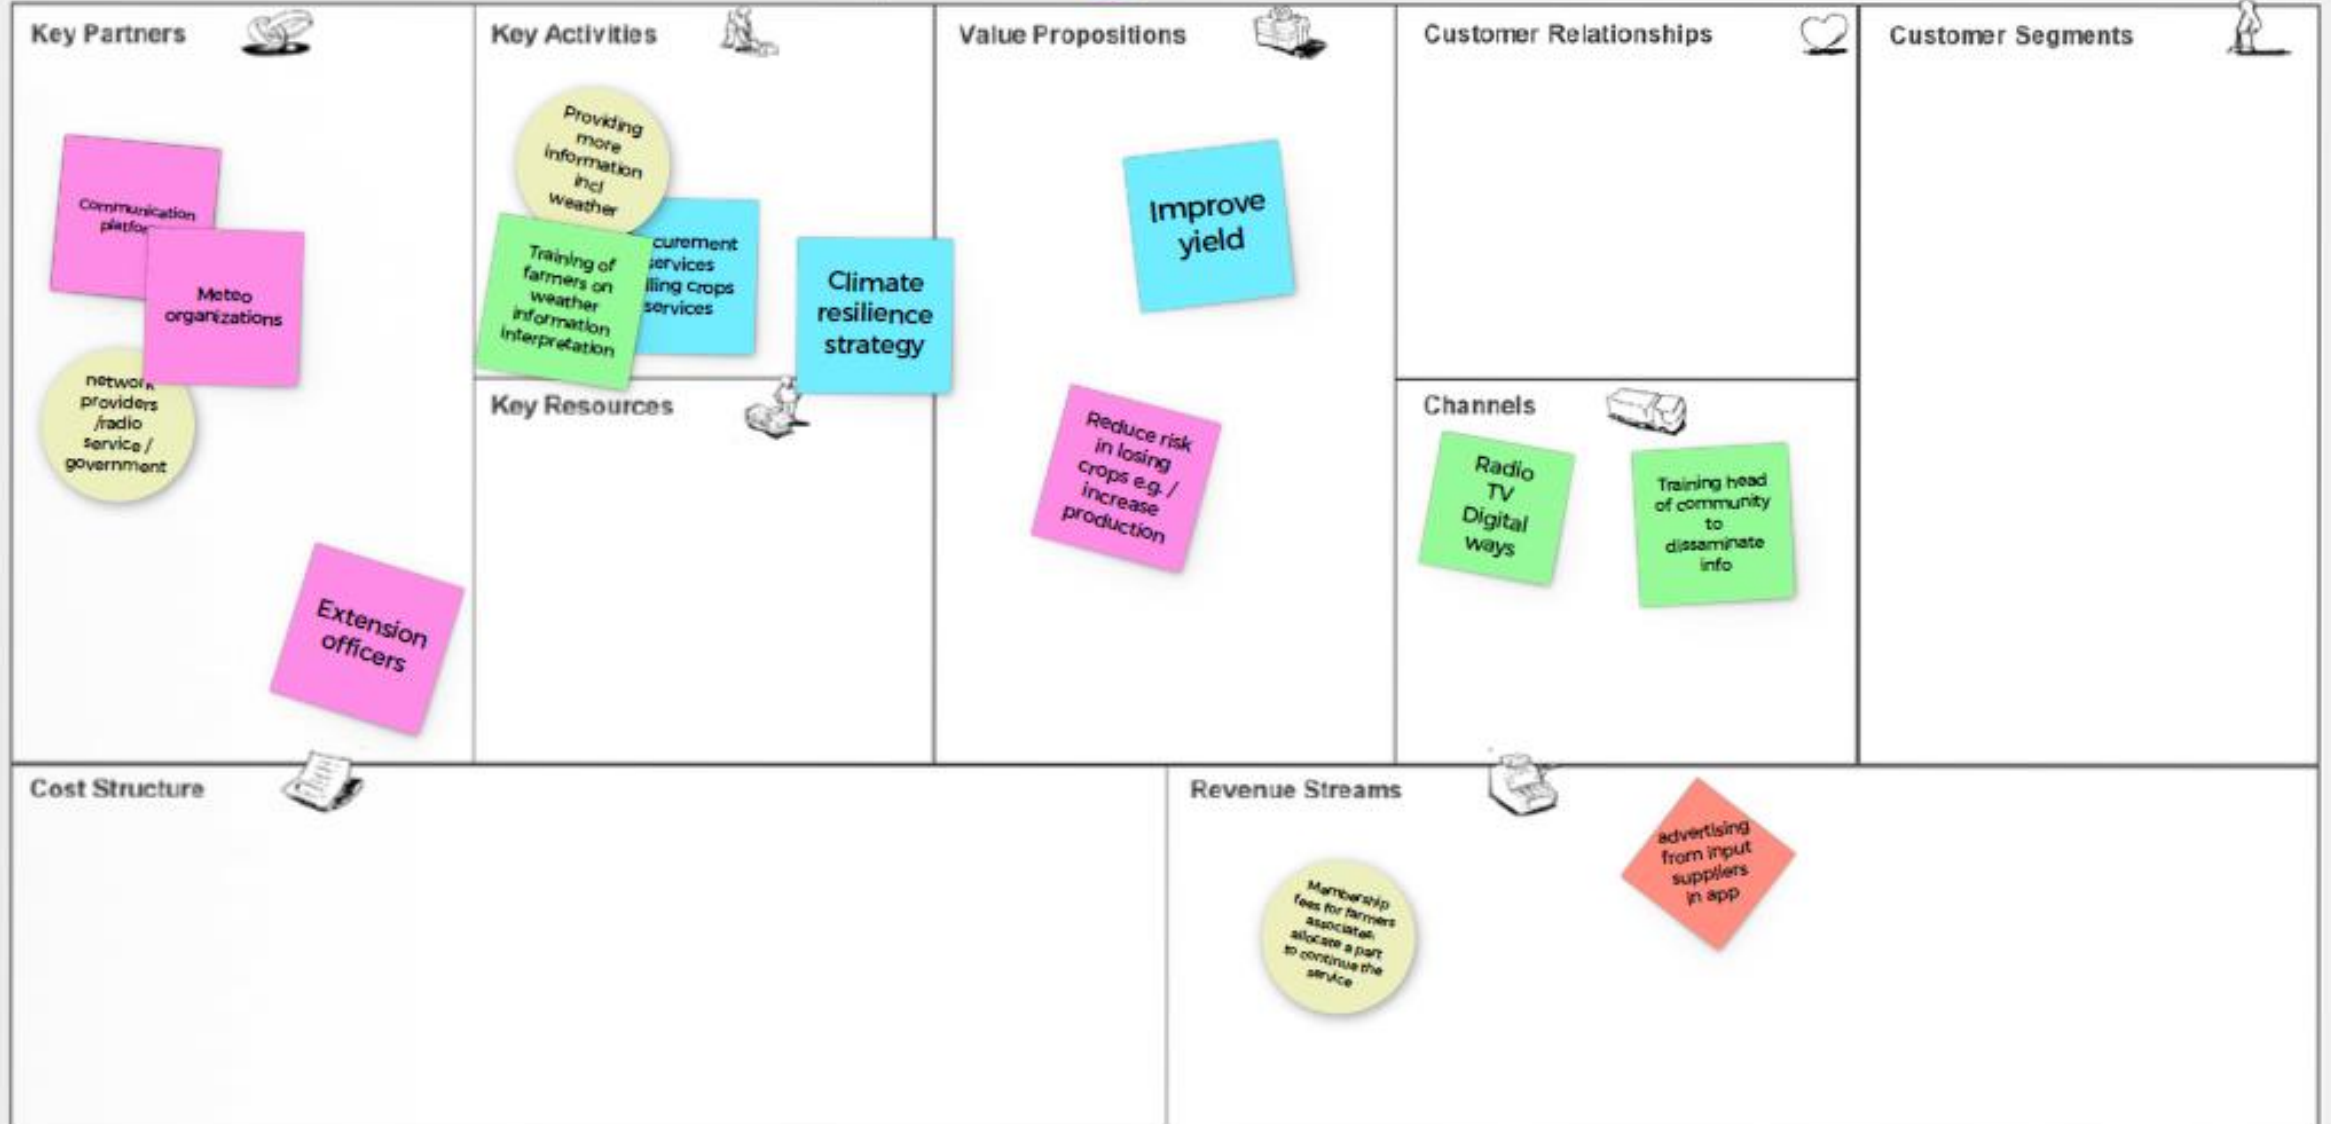 Key Partners
Communication
Meteo
organizations
network
providers
/radio
service /
government
Extension
officers
Key Activities
Providing
more
information
incl
weather
Training of
farmers on
weather
information
interpretation
services
crops
services
Climate
resilience
strategy
Key Resources
Value Propositions
Improve
yield
Reduce risk
in losing
crops e.g. /
increase
production
Customer Relationships
Channels
Radio
TV
Digital
ways
Training head
of community
to
dissaminate
info
Customer Segments
Cost Structure
Revenue Streams
Membership
fees for farmers
allocate a part
to continue the
service
advertising
from input
suppliers
in app